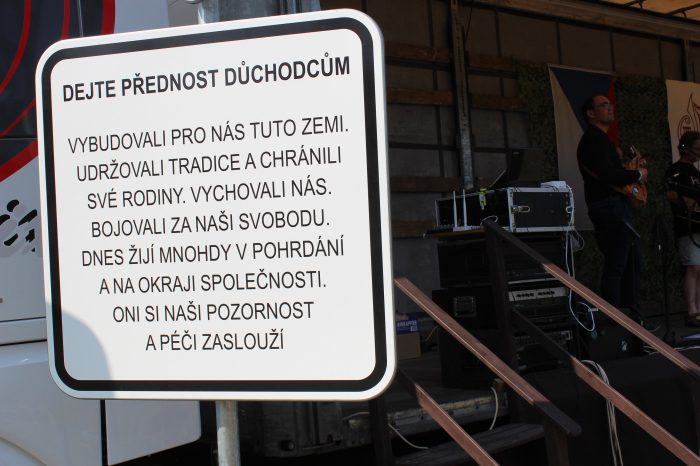 DEJTE PŘEDNOST DŮCHODCŮM
VYBUDOVALI PRO NÁS TUTO ZEMI.
UDRŽOVALI TRADICE A CHRÁNILI
SVÉ RODINY. VYCHOVALI NÁS.
BOJOVALI ZA NAŠI SVOBODU.
DNES ŽIJÍ MNOHDY V POHRDÁNÍ
A NA OKRAJI SPOLEČNOSTI.
ONI SI NAŠI POZORNOST
A PÉČI ZASLOUŽÍ